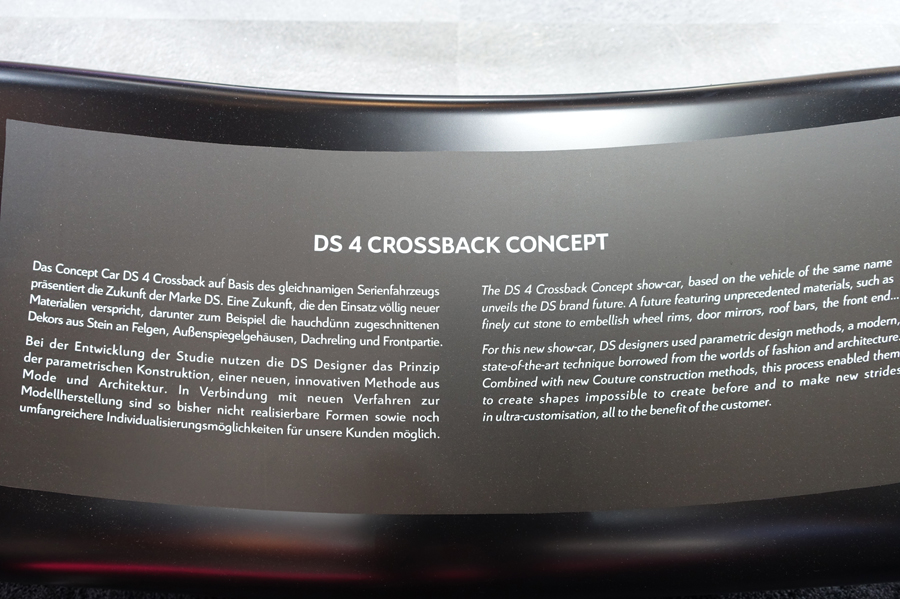 DS 4 CROSSBACK CONCEPT
Das Concept Car DS 4 Crossback auf Basis des gleichnamigen Serienfahrzeugs
präsentiert die Zukunft der Marke DS. Eine Zukunft, die den Einsatz völlig neuer
Materialien verspricht, darunter zum Beispiel die hauchdünn zugeschnittenen
Dekors aus Stein an Felgen, Außenspiegelgehäusen, Dachreling und Frontpartie.
Bei der Entwicklung der Studie nutzen die DS Designer das Prinzip
der parametrischen Konstruktion, einer neuen, innovativen Methode aus
Mode und Architektur. In Verbindung mit neuen Verfahren zur
Modellherstellung sind so bisher nicht realisierbare Formen sowie noch
umfangreichere Individualisierungsmöglichkeiten für unsere Kunden möglich.
The DS 4 Crossback Concept show-car, based on the vehicle of the same name
unveils the DS brand future. A future featuring unprecedented materials, such as
finely cut stone to embellish wheel rims, door mirrors, roof bars, the front end...
For this new show-car, DS designers used parametric design methods, a modern,
state-of-the-art technique borrowed from the worlds of fashion and architecture.
Combined with new Couture construction methods, this process enabled them
to create shapes impossible to create before and to make new strides
in ultra-customisation, all to the benefit of the customer.